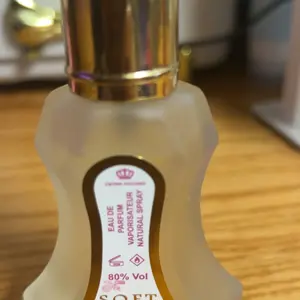 EAU DE
PARFUM
VAPORISATEUR
NATURAL SPRAY
80% Vol
SOFT